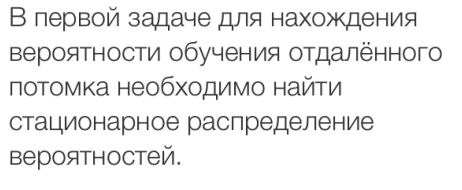 В первой задаче для нахождения
вероятности обучения отдалённого
потомка необходимо найти
стационарное распределение
вероятностей.